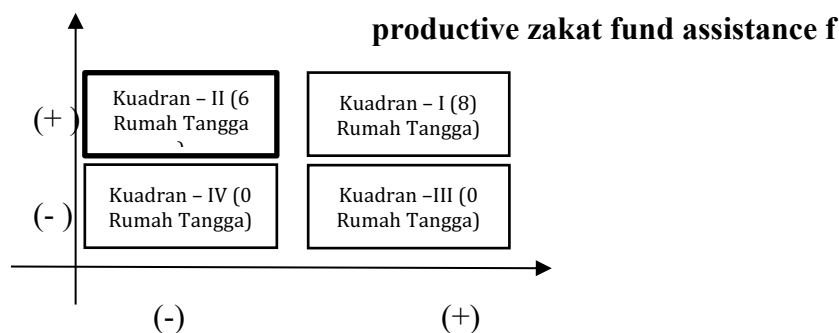 productive zakat fund assistance f
Kuadran – II (6
Rumah Tangga
Kuadran – I (8)
Rumah Tangga)
(+ )
Kuadran – IV (0
Rumah Tangga)
Kuadran –III (0
Rumah Tangga)
(- )
(-)
(+)